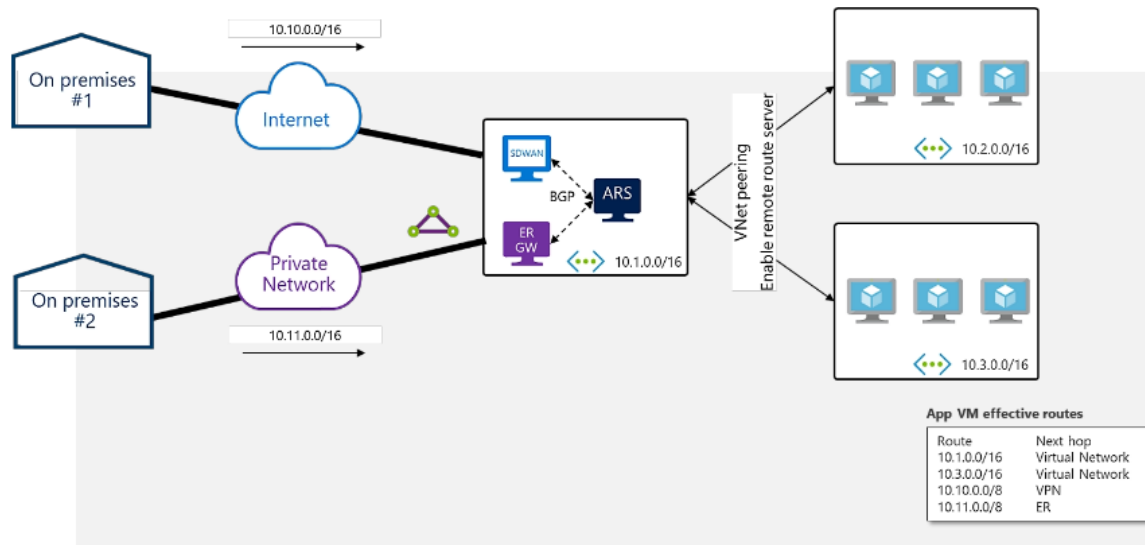 10.10.0.0/16
On premises
#1
Internet
SDWAN
BGP
ARS
ER
GW
10.1.0.0/16
Private
Network
On premises
#2
10.11.0.0/16
VNet peering
Enable remote route server
10.2.0.0/16
10.3.0.0/16
App VM effective routes
Route Next hop
10.1.0.0/16 Virtual Network
10.3.0.0/16 Virtual Network
10.10.0.0/8 VPN
10.11.0.0/8 ER